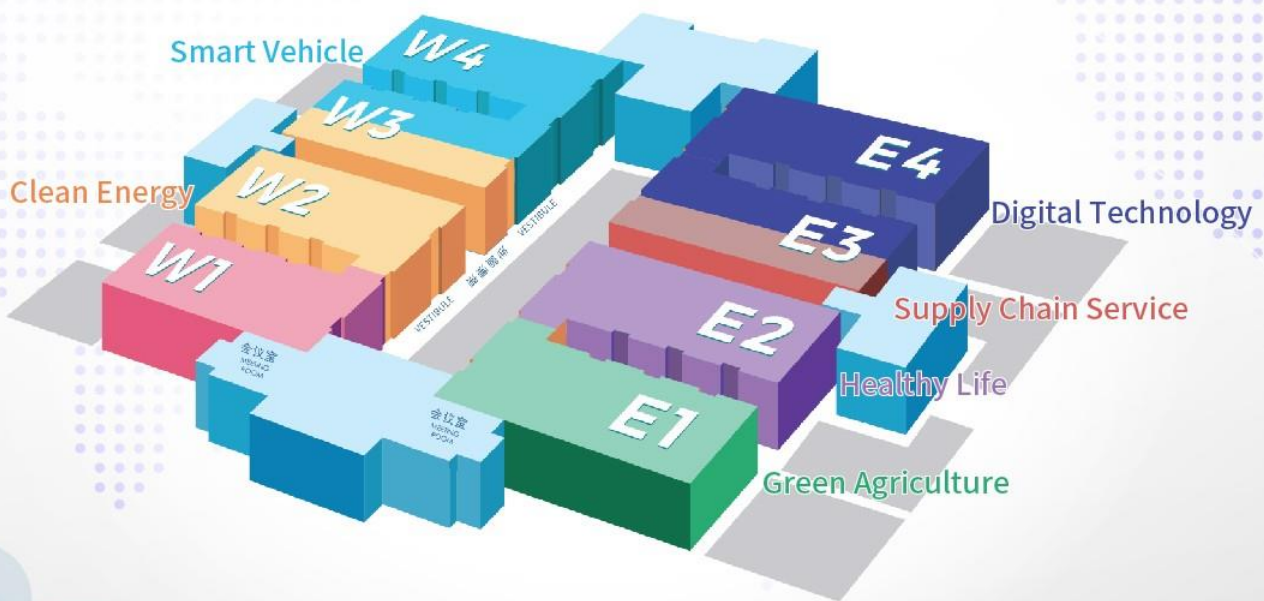 Smart Vehicle
W4
W3
E4
Clean Energy
W2
Digital Technology
VESTIBULE
E3
W1
VESTIBULE
Supply Chain Service
E2
会议室
MEETING
ROOM
Healthy Life
会议室
MEETING
ROOM
E1
Green Agriculture